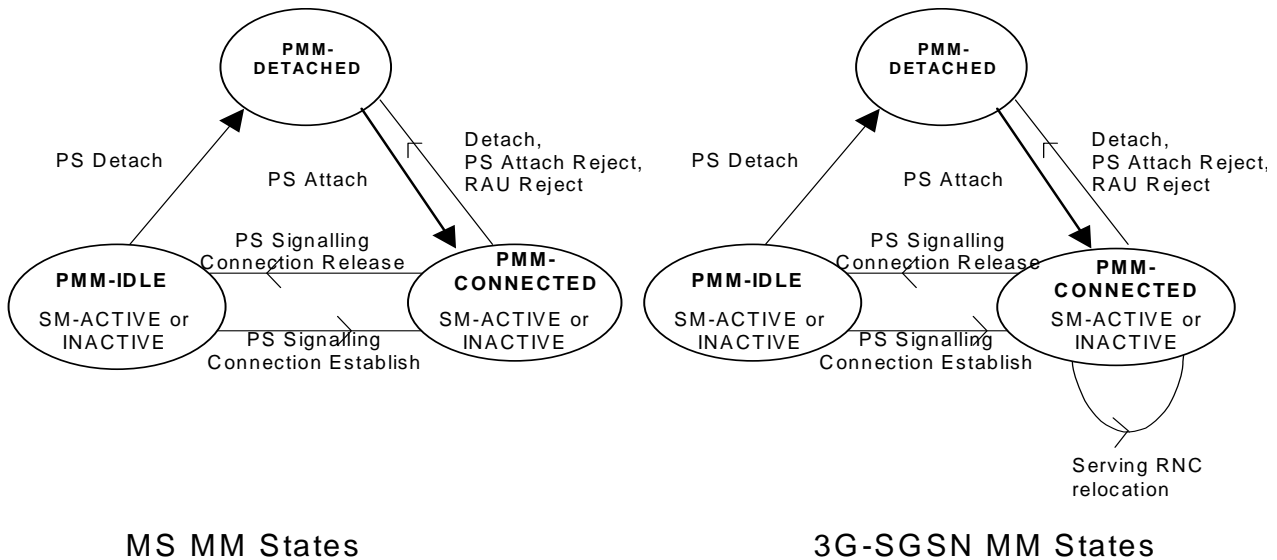 PMM-
DETACHED
PS Detach
PS Attach
Detach,
PS Attach Reject,
RAU Reject
PS Signalling
Connection Release
PMM-IDLE
SM-ACTIVE or
INACTIVE
PMM-
CONNECTED
SM-ACTIVE or
INACTIVE
PS Signalling
Connection Establish
MS MM States
PMM-
DETACHED
PS Detach
PS Attach
Detach,
PS Attach Reject,
RAU Reject
PS Signalling
Connection Release
PMM-IDLE
SM-ACTIVE or
INACTIVE
PMM-
CONNECTED
SM-ACTIVE or
INACTIVE
PS Signalling
Connection Establish
Serving RNC
relocation
3G-SGSN MM States